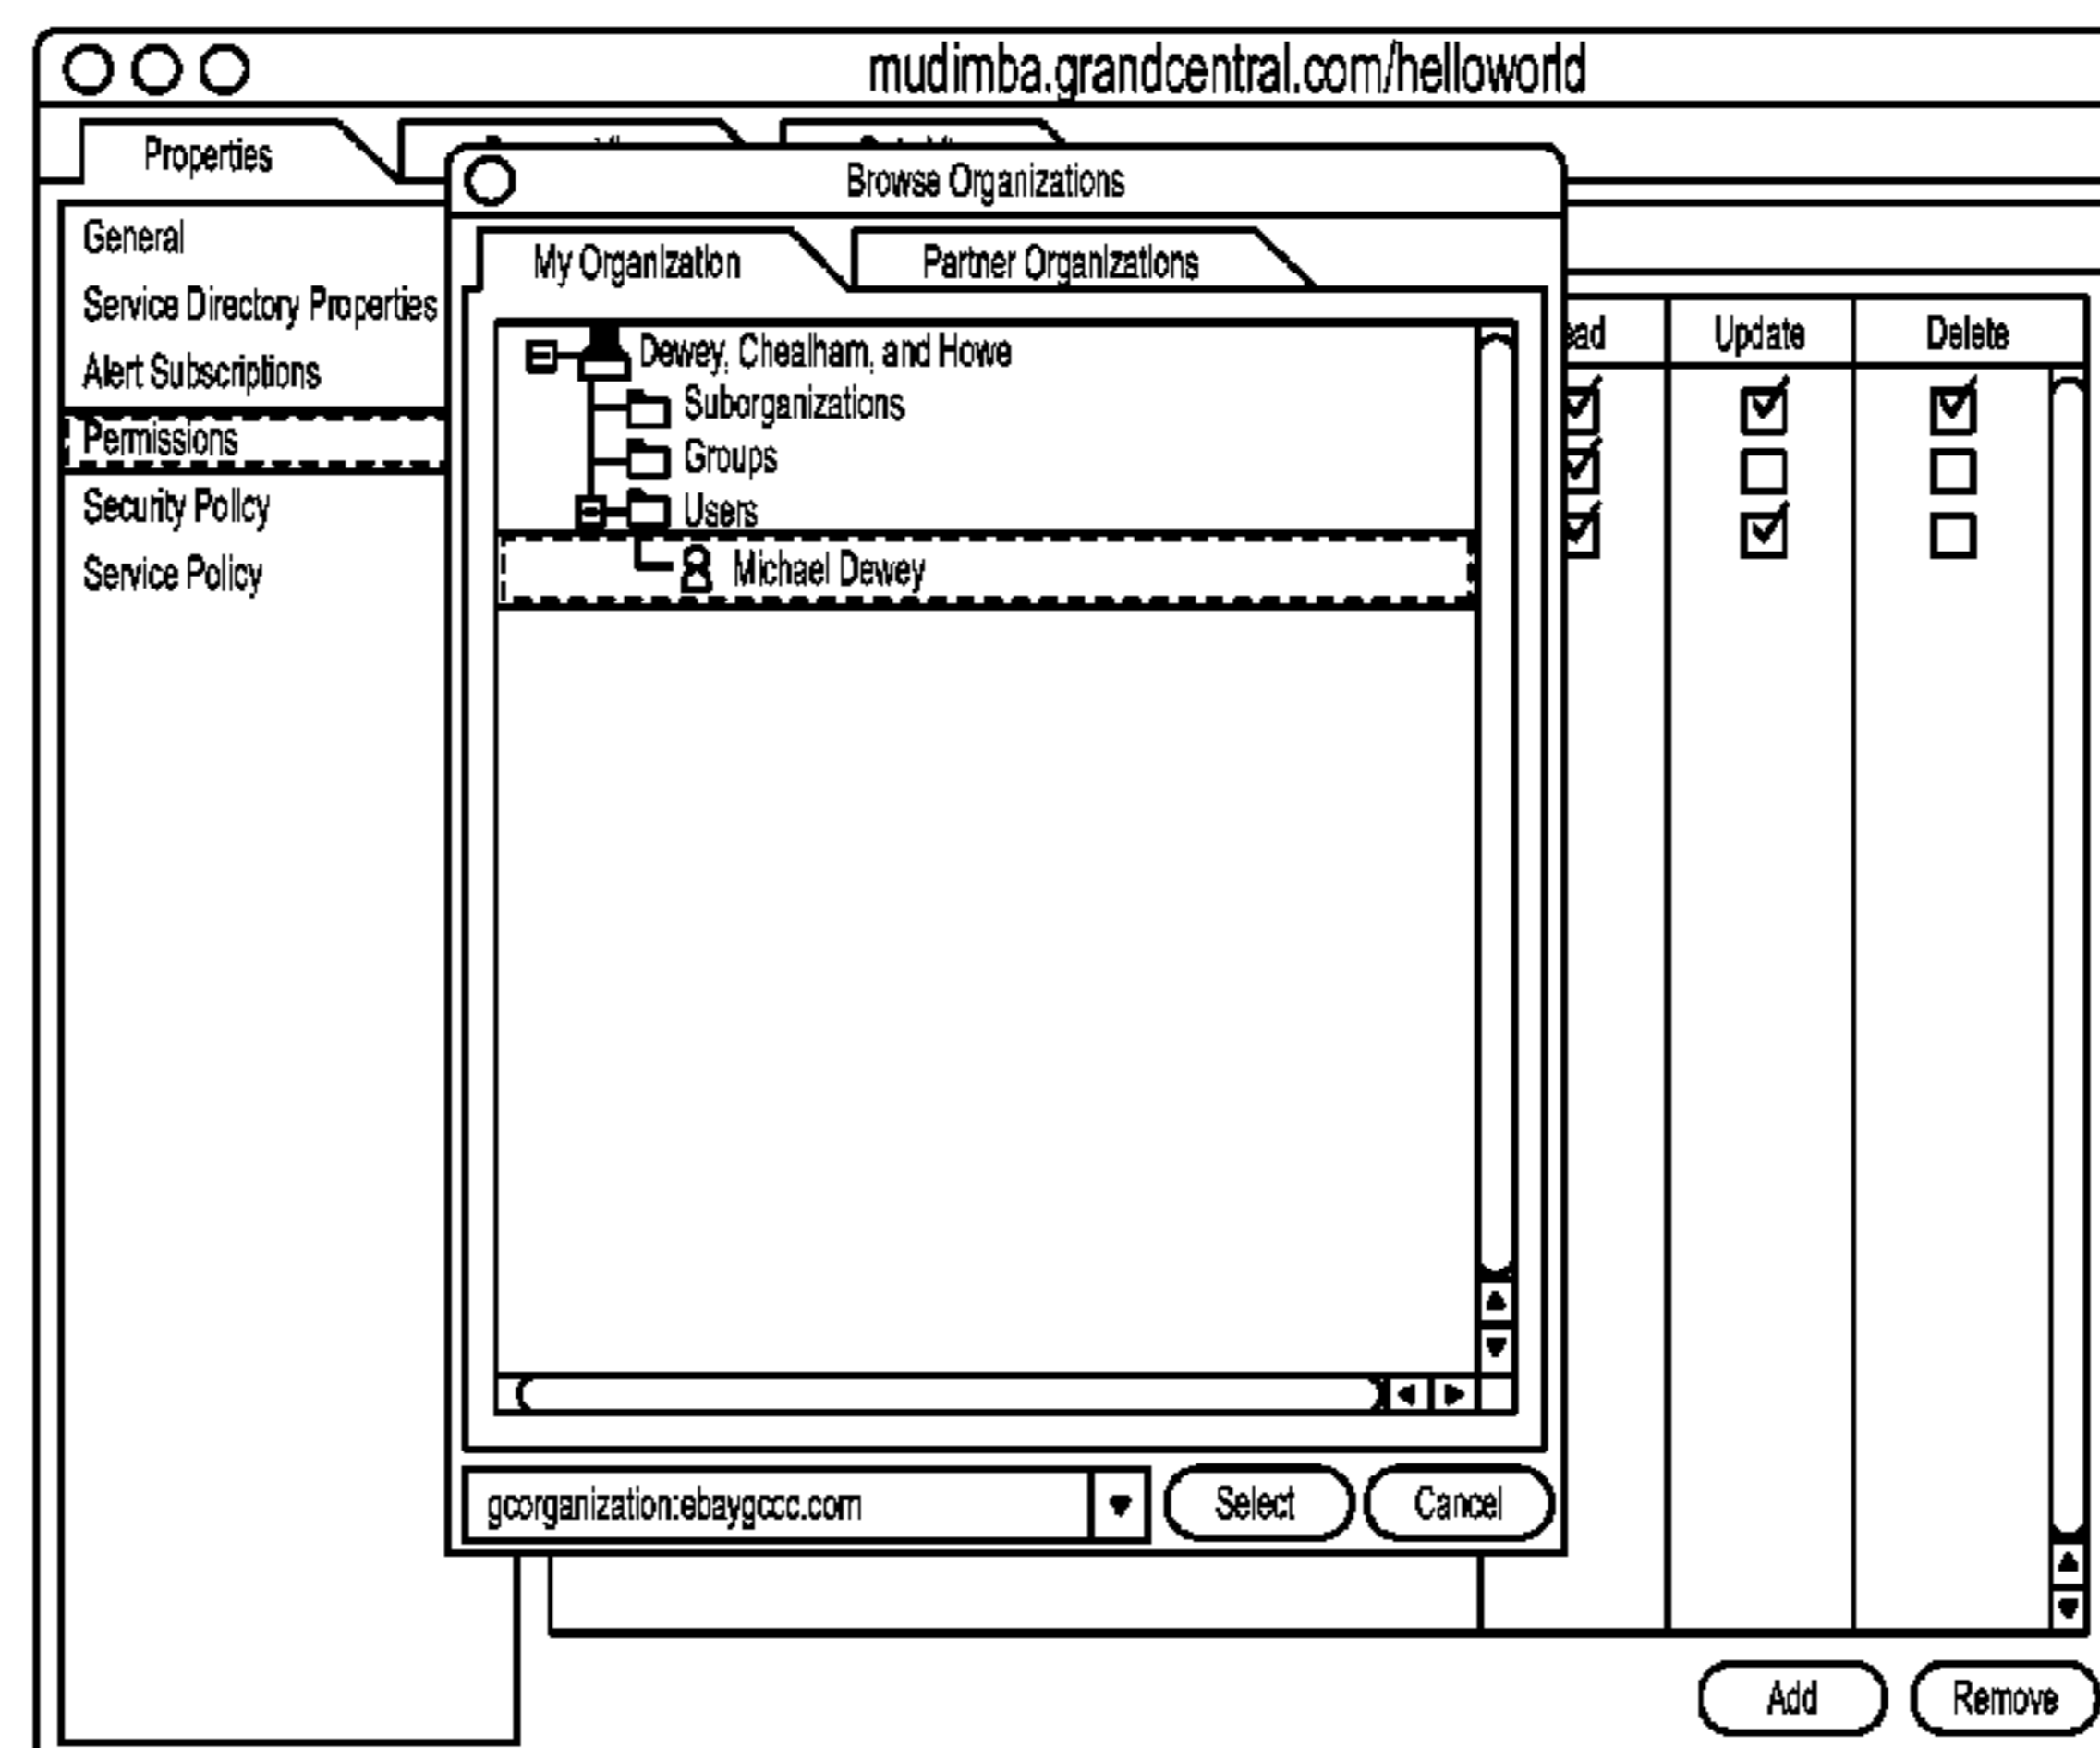 mudimba.grandcentral.com/helloworld
Properties
Browse Organizations
General
Service Directory Properties
Alert Subscriptions
Permissions
Security Policy
Service Policy
My Organization
Partner Organizations
Dewey, Chealham, and Howe
Suborganizations
Groups
Users
Michael Dewey
ead
Update
Delete
gcorganization:ebaygccc.com
Select
Cancel
Add
Remove